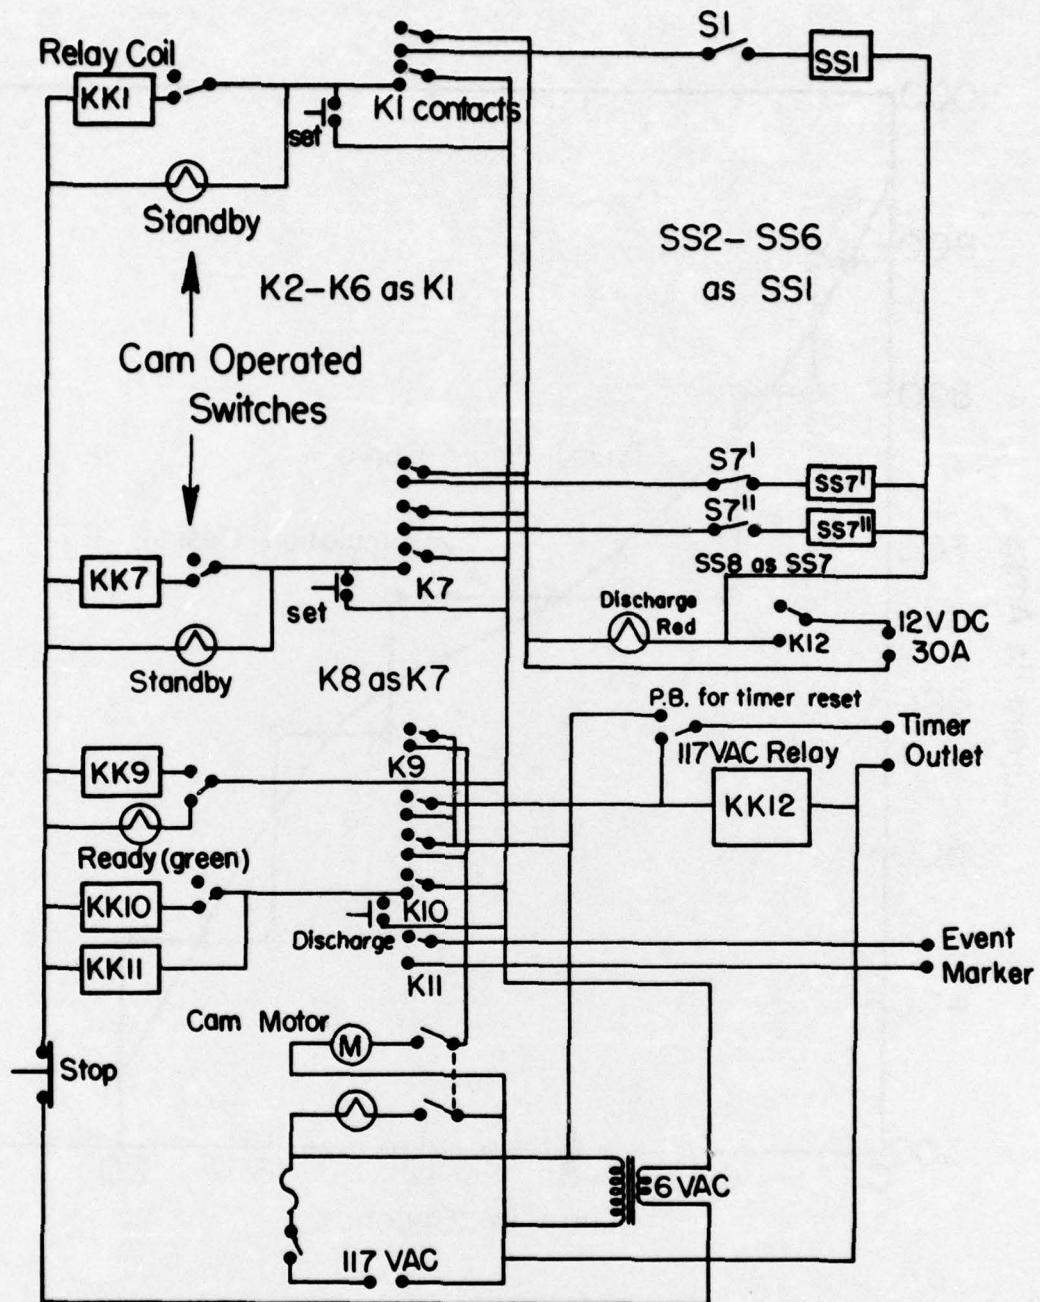 S1
Relay Coil
SS1
KK1
K1 contacts
set
Standby
SS2-SS6
as SS1
K2-K6 as K1
Cam Operated
Switches
S7'
SS7'
S7"
SS7"
SS8 as SS7
KK7
K7
set
Discharge
Red
12V DC
30A
K12
Standby
K8 as K7
P.B. for timer reset
Timer
Outlet
117VAC Relay
K9
KK9
KK12
Ready (green)
KK10
K10
Discharge
Event
Marker
KK11
K11
Cam Motor
M
Stop
6 VAC
117 VAC